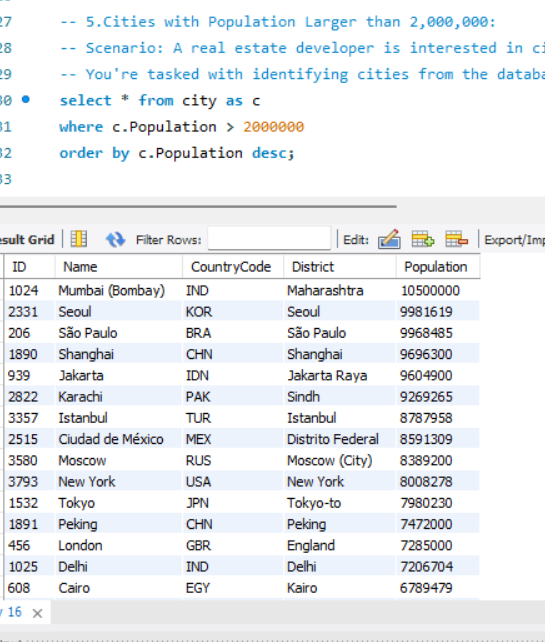 27 -- 5.Cities with Population Larger than 2,000,000:
28 -- Scenario: A real estate developer is interested in
29 -- You're tasked with identifying cities from the
30 select * from city as c
31 where c.Population > 2000000
32 order by c.Population desc;
33
Result Grid Filter Rows: Edit:
ID Name CountryCode District Population
1024 Mumbai (Bombay) IND Maharashtra 10500000
2331 Seoul KOR Seoul 9981619
206 São Paulo BRA São Paulo 9968485
1890 Shanghai CHN Shanghai 9696300
939 Jakarta IDN Jakarta Raya 9604900
2822 Karachi PAK Sindh 9269265
3357 Istanbul TUR Istanbul 8787958
2515 Ciudad de México MEX Distrito Federal 8591309
3580 Moscow RUS Moscow (City) 8389200
3793 New York USA New York 8008278
1532 Tokyo JPN Tokyo-to 7980230
1891 Peking CHN Peking 7472000
456 London GBR England 7285000
1025 Delhi IND Delhi 7206704
608 Cairo EGY Kairo 6789479
16